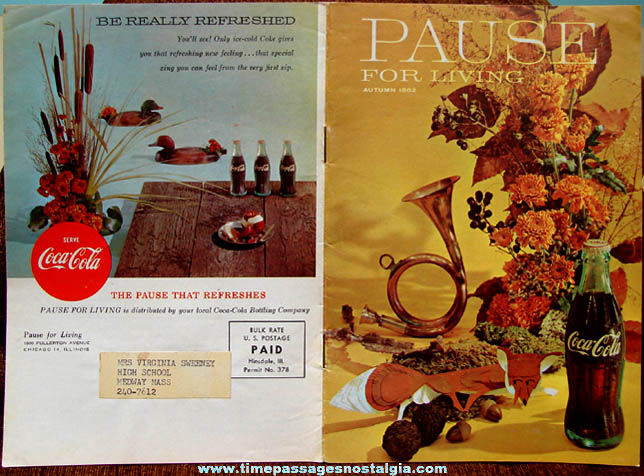 BE REALLY REFRESHED
You'll see! Only ice-cold Coke gives
you that refreshing new feeling...that special
zing you can feel from the very first sip.
SERVE
Coca-Cola
THE PAUSE THAT REFRESHES
PAUSE FOR LIVING is distributed by your local Coca-Cola Bottling Company
Pause for Living
1500 FULLERTON AVENUE
CHICAGO 14, ILLINOIS
BULK RATE
U. S. POSTAGE
PAID
Hinsdale, Ill.
Permit No. 378
MRS VIRGINIA SWEENEY
HIGH SCHOOL
MEDWAY MASS
240-7612
PAUSE
FOR LIVING
AUTUMN 1962
Coca-Cola
www.timepassagesnostalgia.com